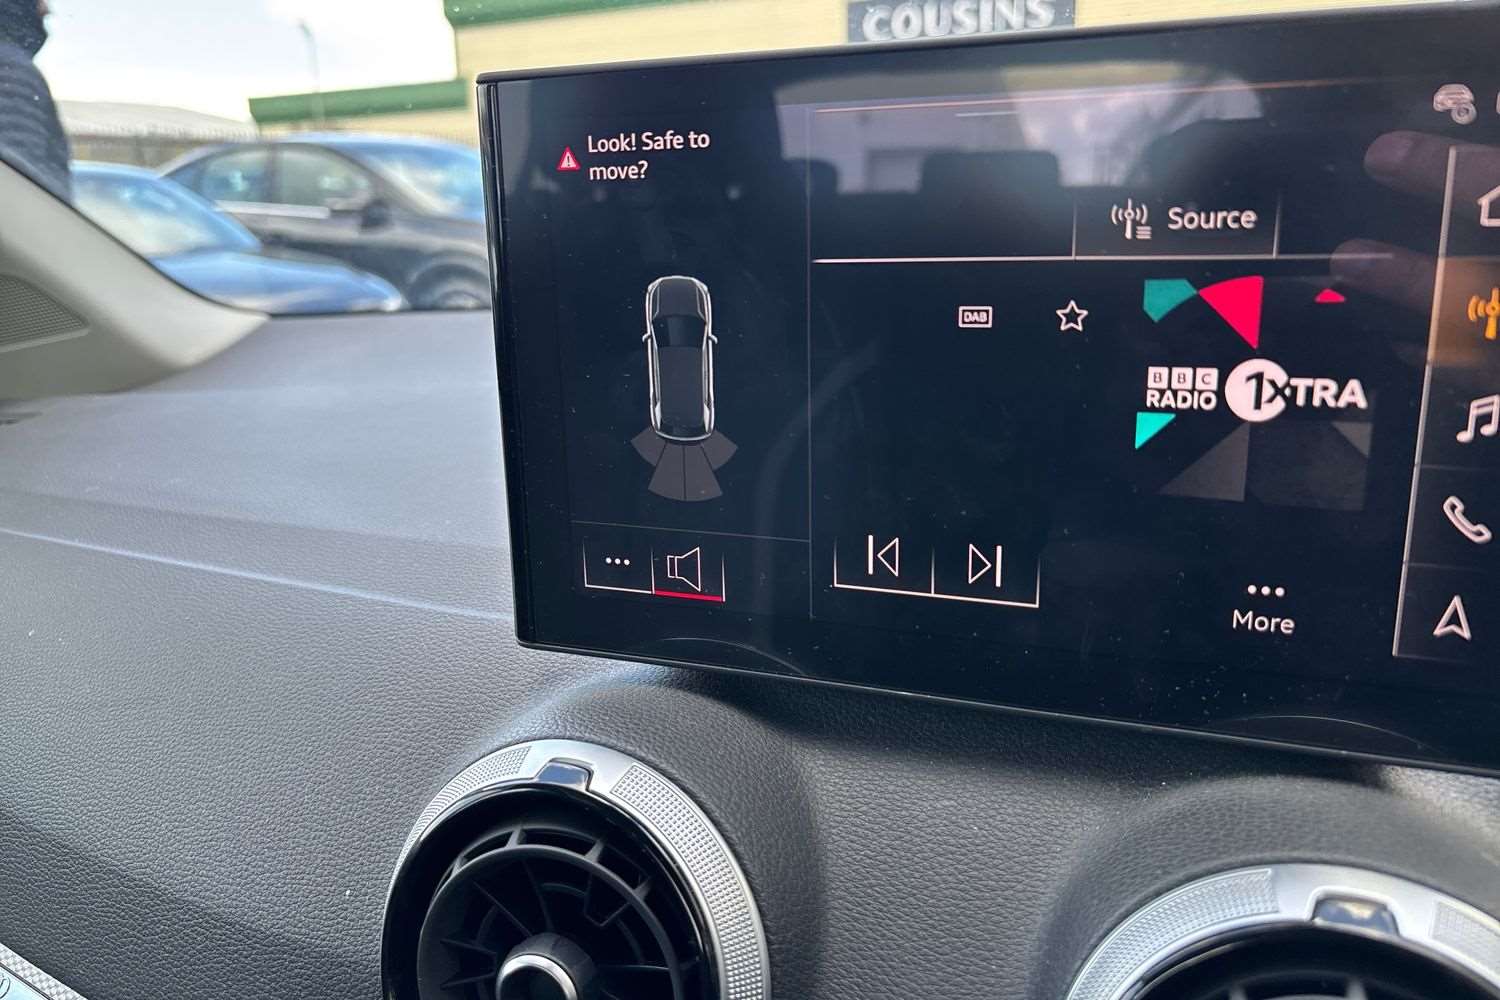 COUSINS
Look! Safe to
move?
Source
DAB
BBC
RADIO 1XTRA
More